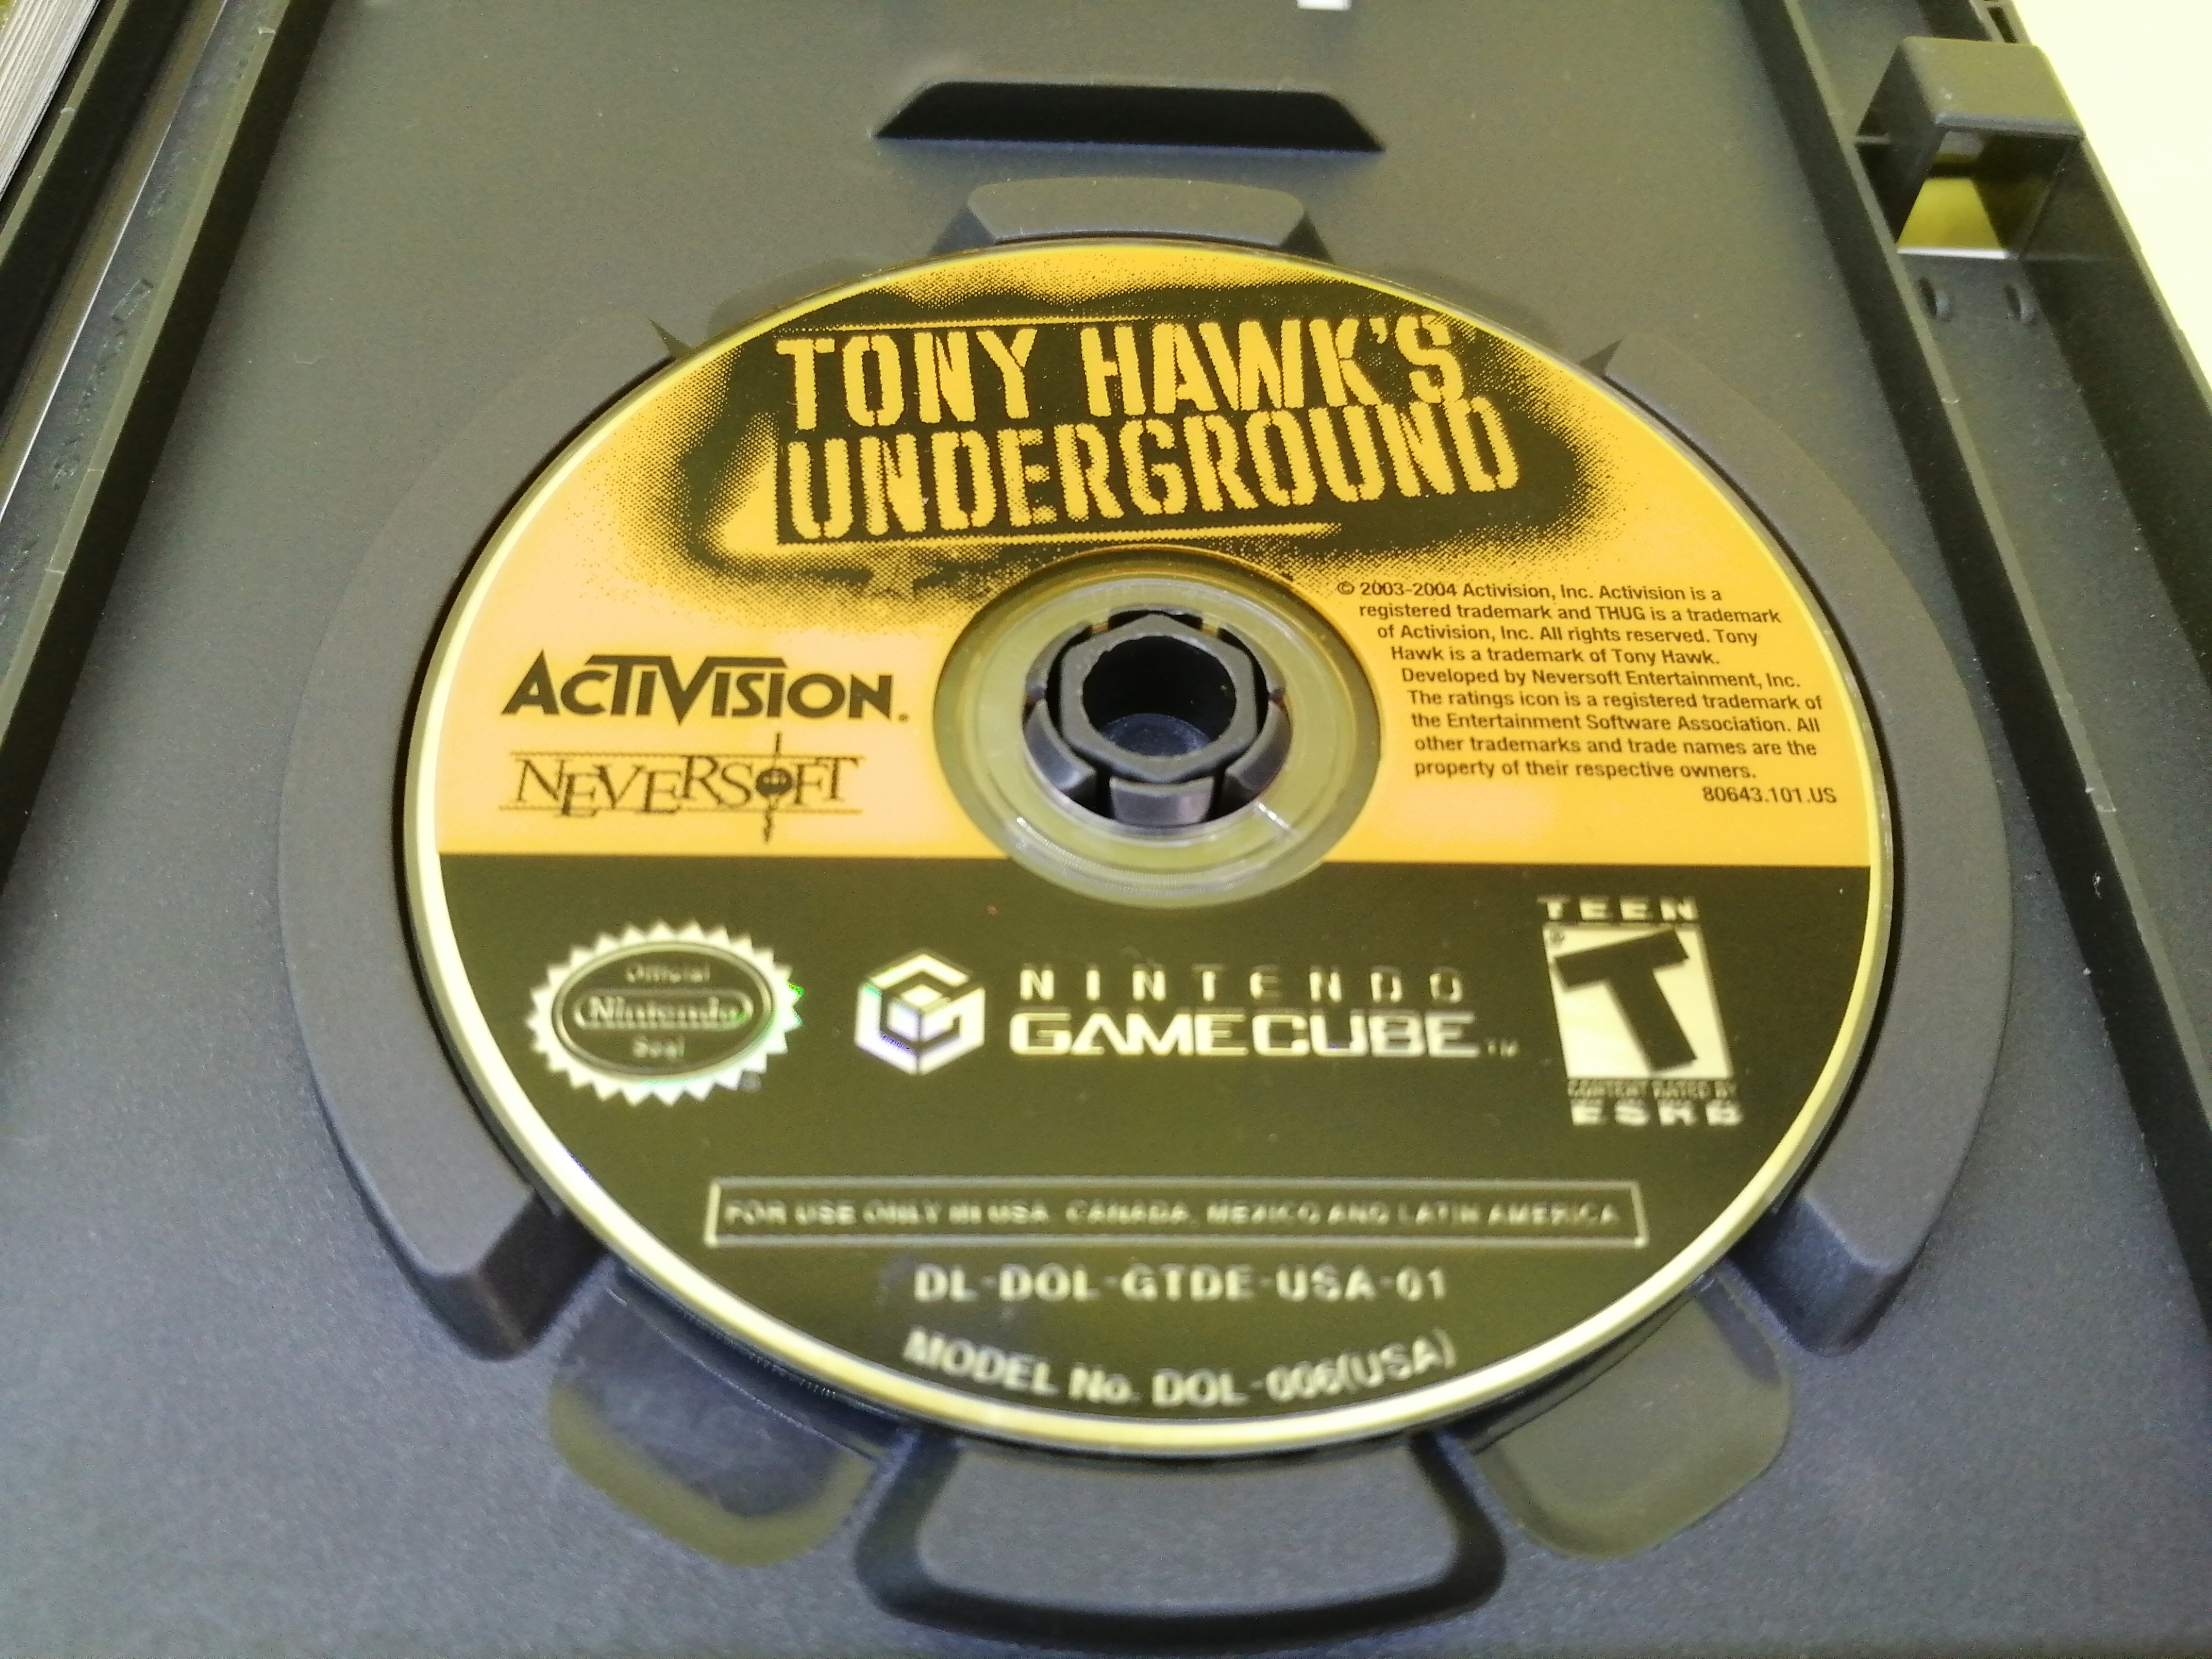 TONY HAWK'S
UNDERGROUND
© 2003-2004 Activision, Inc. Activision is a
registered trademark and THUG is a trademark
of Activision, Inc. All rights reserved. Tony
Hawk is a trademark of Tony Hawk.
Developed by Neversoft Entertainment, Inc.
The ratings icon is a registered trademark of
the Entertainment Software Association. All
other trademarks and trade names are the
property of their respective owners.
80643.101.US
ACTIVISION.
NEVERSOFT
Official
Nintendo
Seal
®
NINTENDO
GAMECUBE™
TEEN
T
®
CONTENT RATED BY
ESRB
FOR USE ONLY IN USA, CANADA, MEXICO AND LATIN AMERICA
DL-DOL-GTDE-USA-01
MODEL No. DOL-006(USA)